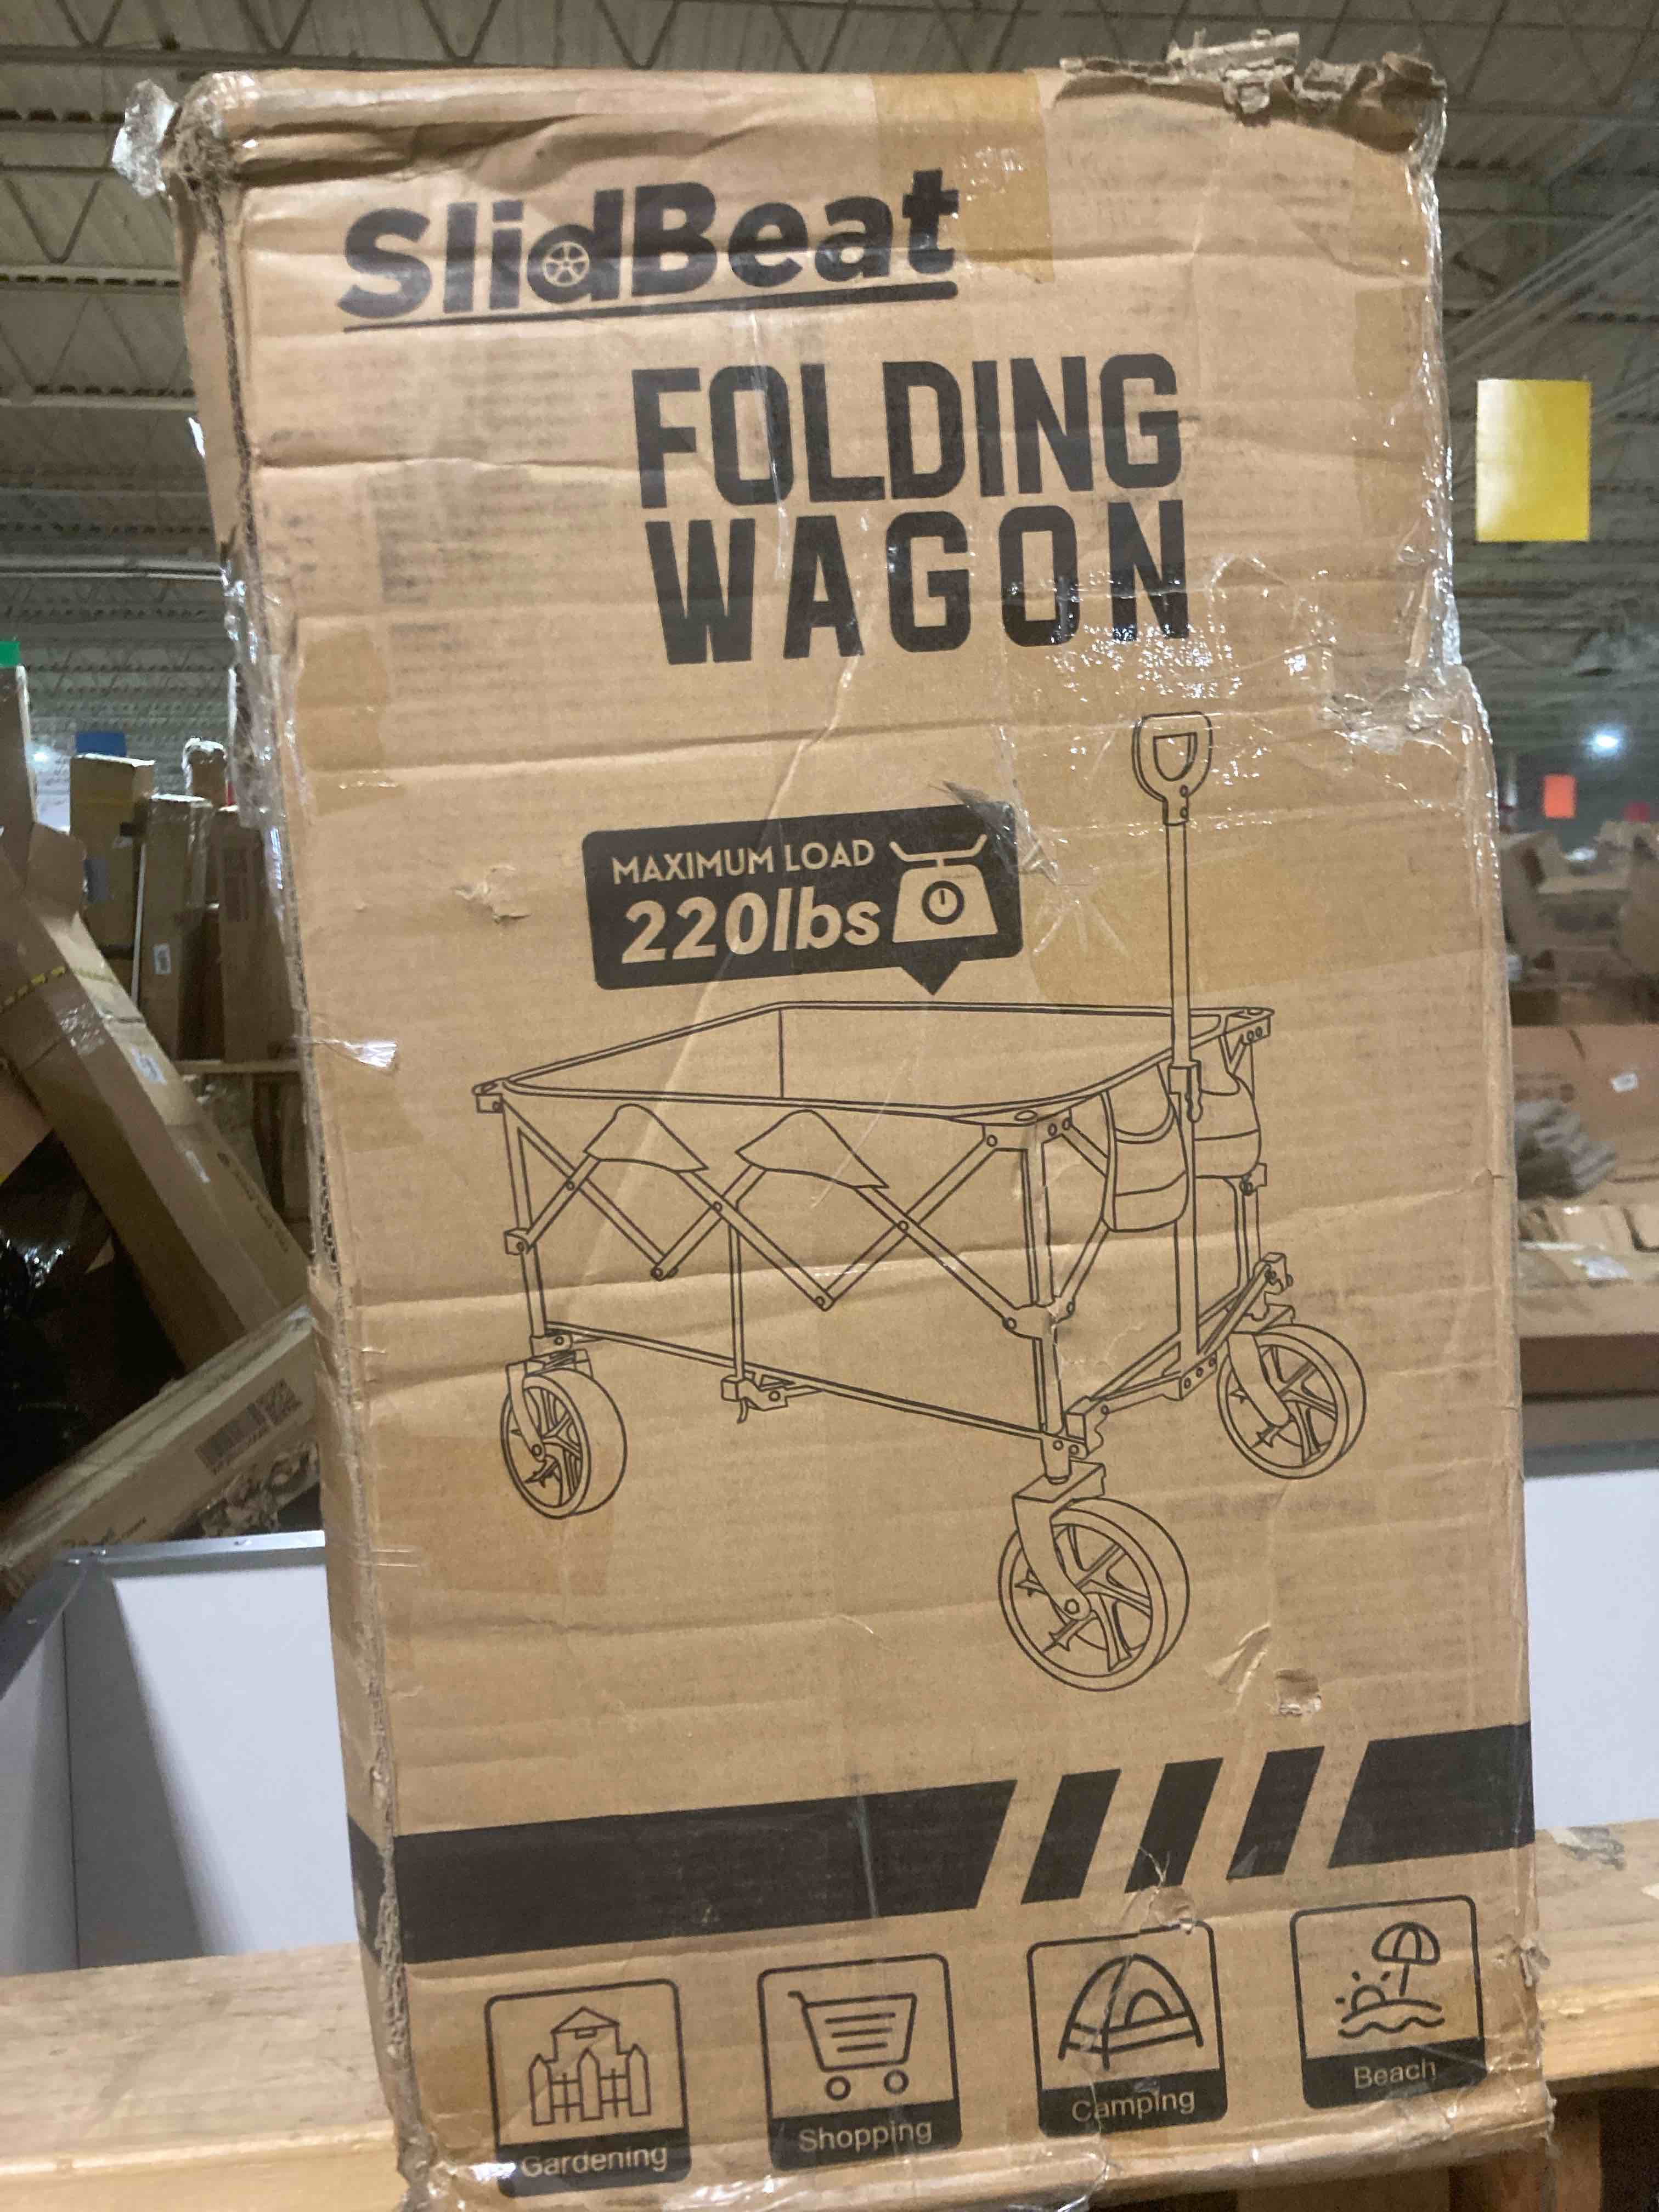 SlidBeat
FOLDING
WAGON
MAXIMUM LOAD
220lbs
Gardening
Shopping
Camping
Beach